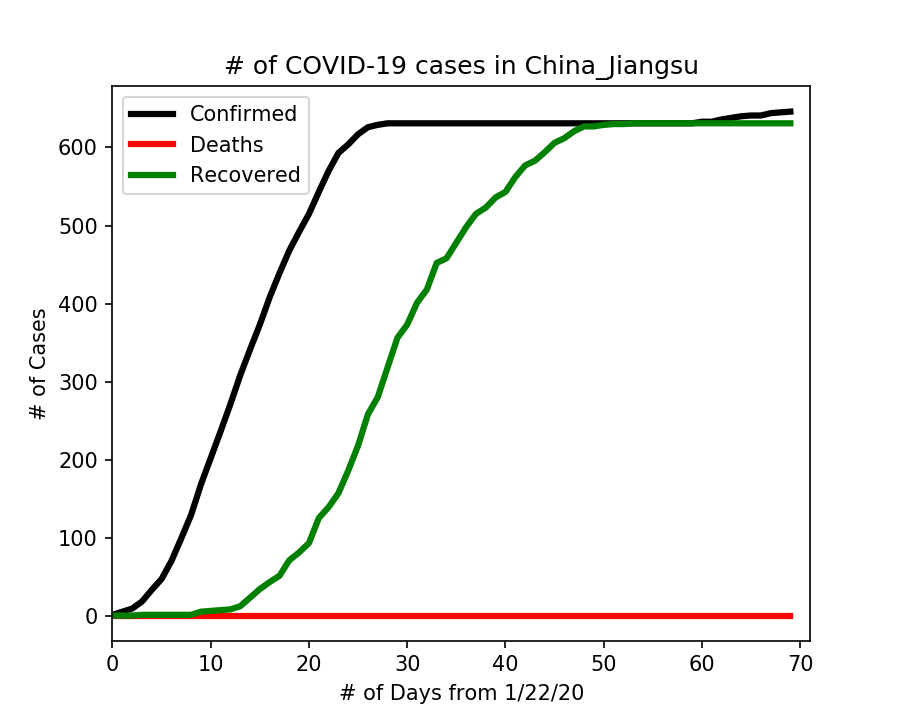 # of COVID-19 cases in China_Jiangsu
Confirmed
Deaths
Recovered
600
500
400
300
200
100
0
# of Cases
0 10 20 30 40 50 60 70
# of Days from 1/22/20